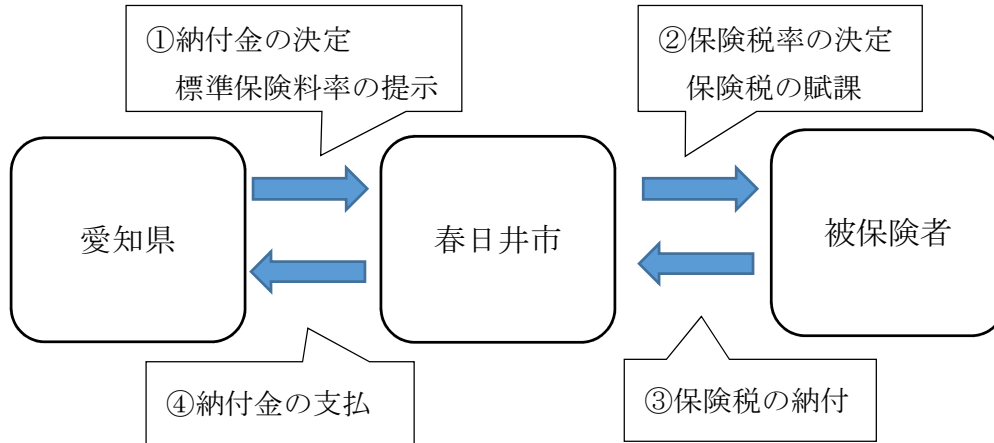 ①納付金の決定
標準保険料率の提示
②保険税率の決定
保険税の賦課
愛知県
春日井市
被保険者
④納付金の支払
③保険税の納付